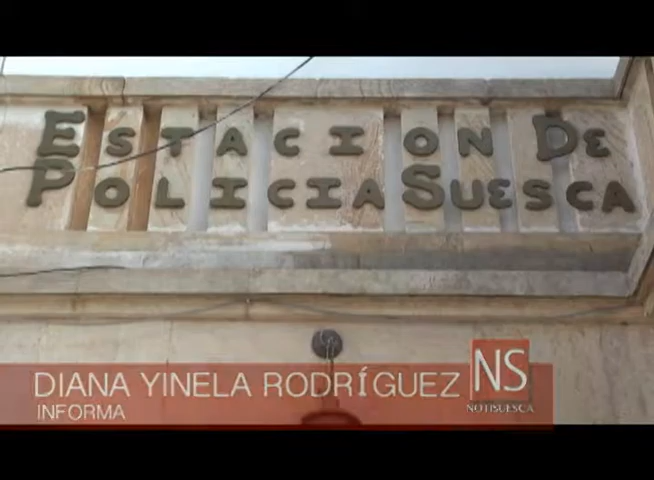 ESTACION DE
POLICIA SUESCA
DIANA YINELA RODRÍGUEZ
INFORMA
NS
NOTISUESCA